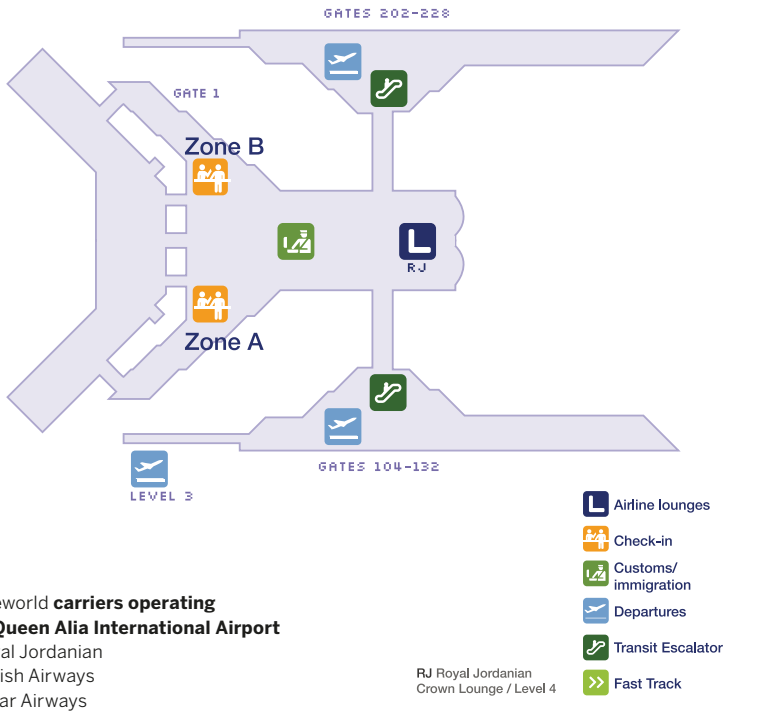 GATES 202-228
GATE 1
Zone B
RJ
Zone A
GATES 104-132
LEVEL 3
Airline lounges
Check-in
Customs/
immigration
Departures
Transit Escalator
Fast Track
eworld carriers operating
Queen Alia International Airport
al Jordanian
ish Airways
ar Airways
RJ Royal Jordanian
Crown Lounge / Level 4